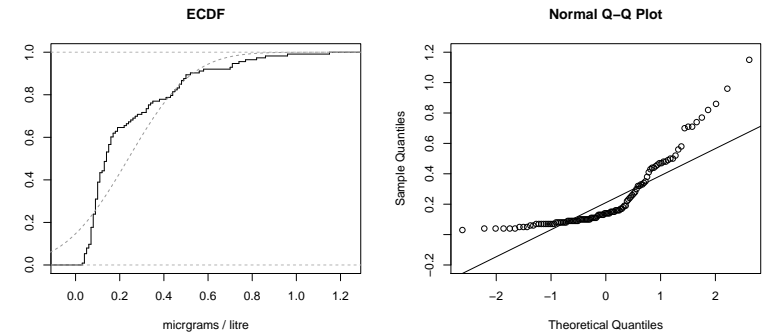 ECDF
0.0 0.2 0.4 0.6 0.8 1.0
0.0 0.2 0.4 0.6 0.8 1.0 1.2
micrgrams / litre
Normal Q−Q Plot
Sample Quantiles
−0.2 0.2 0.4 0.6 0.8 1.0 1.2
−2 −1 0 1 2
Theoretical Quantiles